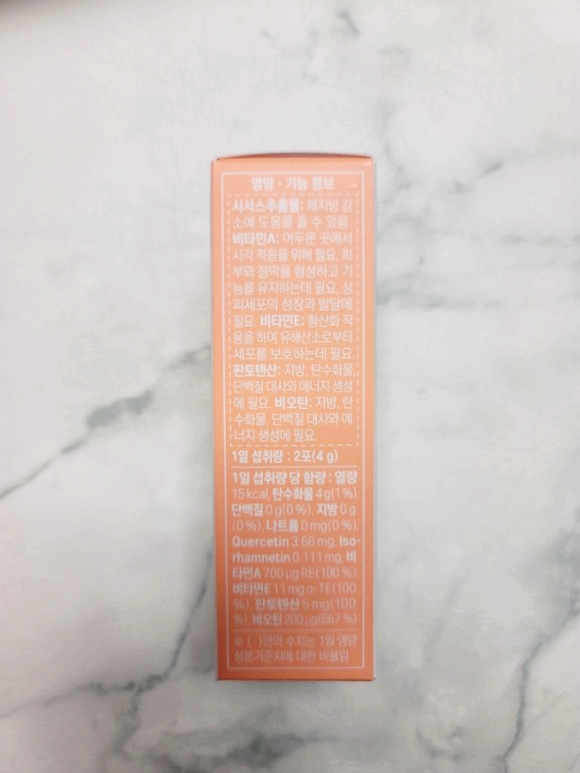 영양 · 기능 정보
시서스추출물: 체지방 감
소에 도움을 줄 수 있음
비타민A: 어두운 곳에서
시각 적응을 위해 필요. 피
부와 점막을 형성하고 기
능을 유지하는데 필요. 상
피세포의 성장과 발달에
필요. 비타민E: 항산화 작
용을 하여 유해산소로부터
세포를 보호하는데 필요.
판토텐산: 지방, 탄수화물,
단백질 대사와 에너지 생성
에 필요. 비오틴: 지방, 탄
수화물, 단백질 대사와 에
너지 생성에 필요.
1일 섭취량 : 2포(4 g)
1일 섭취량 당 함량 : 열량
15 kcal, 탄수화물 4 g(1 %),
단백질 0 g(0 %), 지방 0 g
(0 %), 나트륨 0 mg(0 %),
Quercetin 3.66 mg, Iso-
rhamnetin 0.111 mg, 비
타민A 700 µg RE(100 %),
비타민E 11 mg α-TE(100
%), 판토텐산 5 mg(100
%), 비오틴 200 µg(667 %)
※ ( )안의 수치는 1일 영양
성분기준치에 대한 비율임